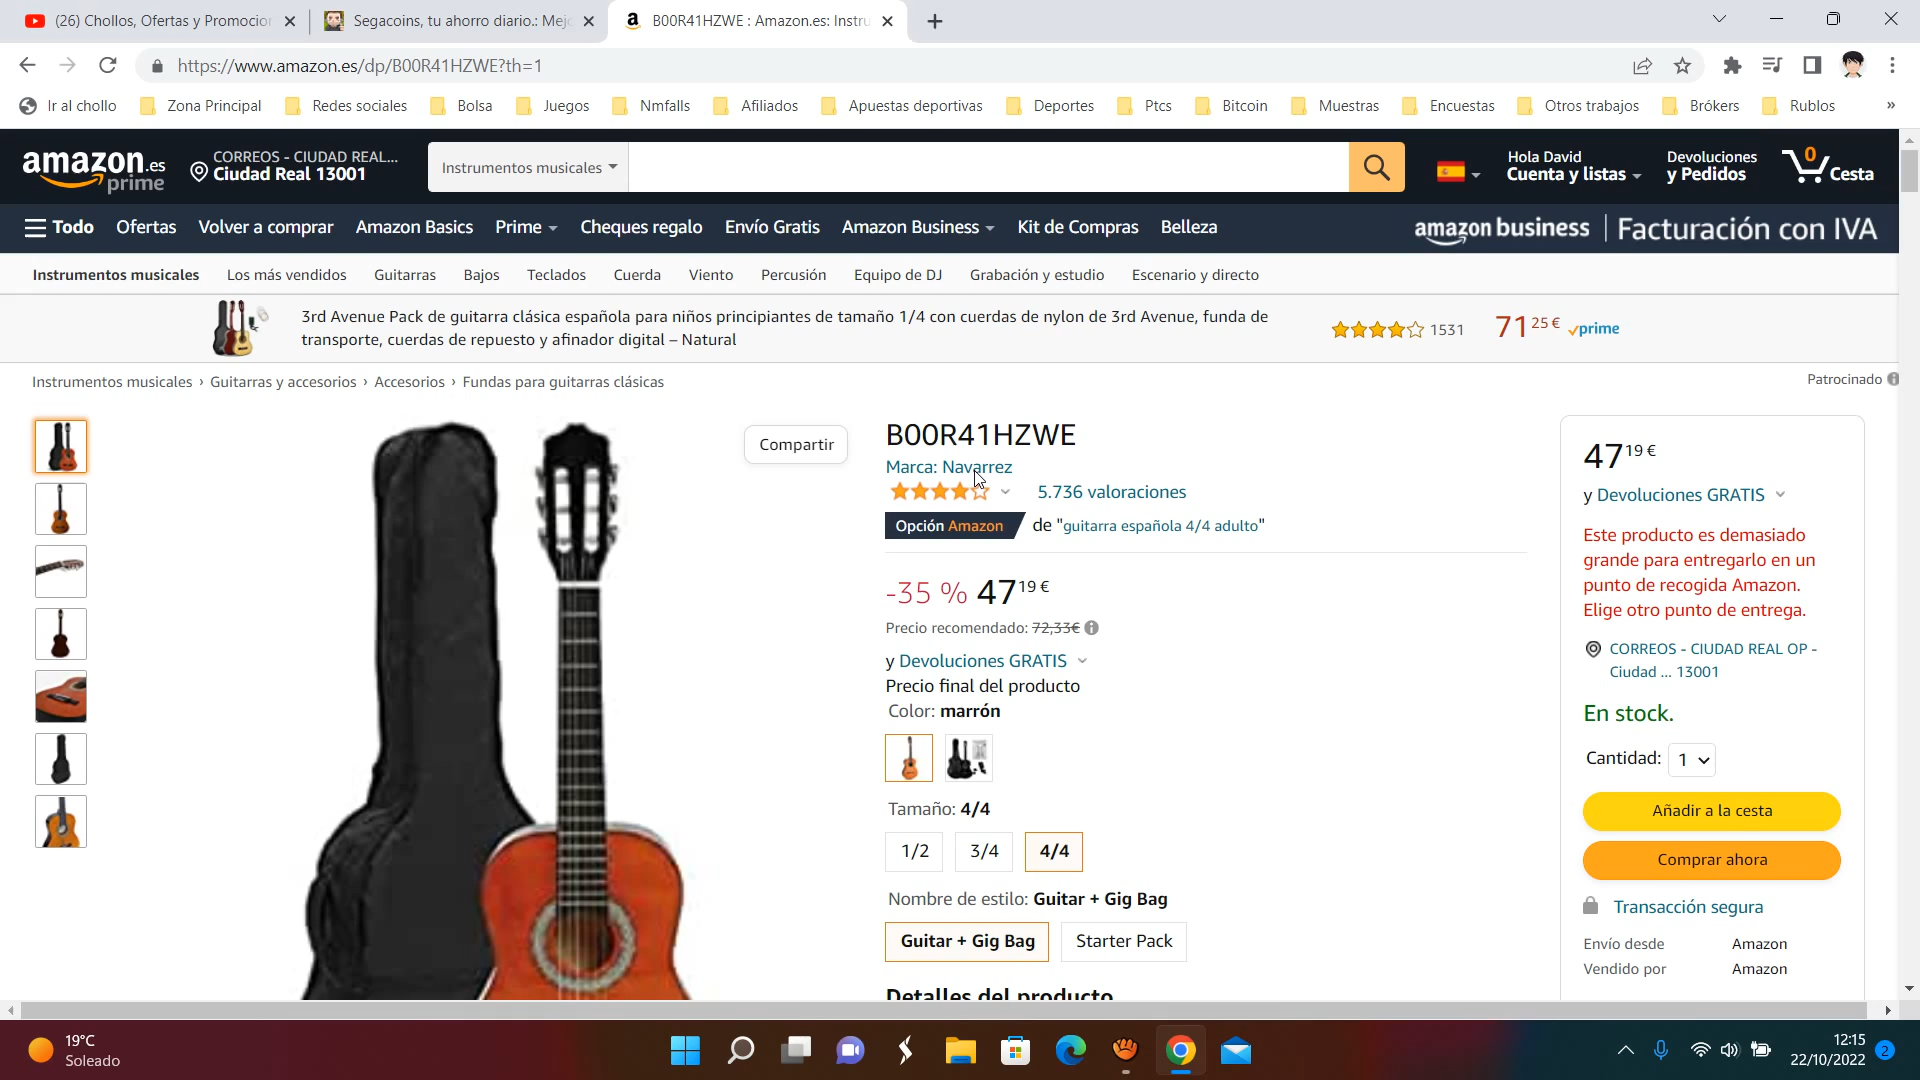 (26) Chollos, Ofertas y Promocion
Segacoins, tu ahorro diario.: Mejo
B00R41HZWE : Amazon.es: Instru
https://www.amazon.es/dp/B00R41HZWE?th=1
Ir al chollo
Zona Principal
Redes sociales
Bolsa
Juegos
Nmfalls
Afiliados
Apuestas deportivas
Deportes
Ptcs
Bitcoin
Muestras
Encuestas
Otros trabajos
Brókers
Rublos
»
amazon.es
prime
CORREOS - CIUDAD REAL...
Ciudad Real 13001
Instrumentos musicales
Hola David
Cuenta y listas
Devoluciones
y Pedidos
0
Cesta
Todo
Ofertas
Volver a comprar
Amazon Basics
Prime
Cheques regalo
Envío Gratis
Amazon Business
Kit de Compras
Belleza
amazon business | Facturación con IVA
Instrumentos musicales
Los más vendidos
Guitarras
Bajos
Teclados
Cuerda
Viento
Percusión
Equipo de DJ
Grabación y estudio
Escenario y directo
3rd Avenue Pack de guitarra clásica española para niños principiantes de tamaño 1/4 con cuerdas de nylon de 3rd Avenue, funda de
transporte, cuerdas de repuesto y afinador digital – Natural
1531
71 25 €
prime
Instrumentos musicales › Guitarras y accesorios › Accesorios › Fundas para guitarras clásicas
Patrocinado
Compartir
B00R41HZWE
Marca: Navarrez
5.736 valoraciones
Opción Amazon de "guitarra española 4/4 adulto"
-35 % 47 19 €
Precio recomendado: 72,33€
y Devoluciones GRATIS
Precio final del producto
Color: marrón
Tamaño: 4/4
1/2
3/4
4/4
Nombre de estilo: Guitar + Gig Bag
Guitar + Gig Bag
Starter Pack
Detalles del producto
47 19 €
y Devoluciones GRATIS
Este producto es demasiado
grande para entregarlo en un
punto de recogida Amazon.
Elige otro punto de entrega.
CORREOS - CIUDAD REAL OP -
Ciudad ... 13001
En stock.
Cantidad: 1
Añadir a la cesta
Comprar ahora
Transacción segura
Envío desde Amazon
Vendido por Amazon
19°C
Soleado
12:15
22/10/2022
2